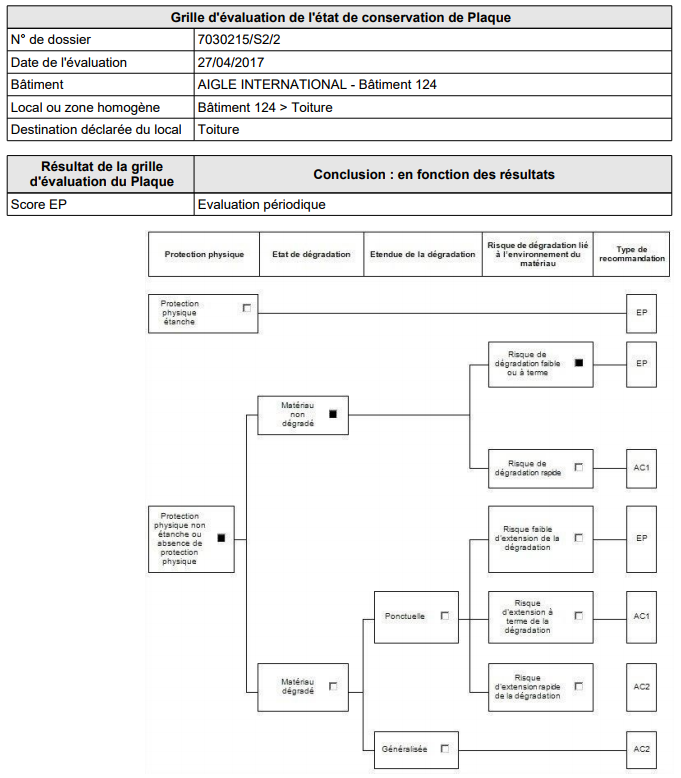 Grille d'évaluation de l'état de conservation de Plaque
N° de dossier 7030215/S2/2
Date de l'évaluation 27/04/2017
Bâtiment AIGLE INTERNATIONAL - Bâtiment 124
Local ou zone homogène Bâtiment 124 > Toiture
Destination déclarée du local Toiture
Résultat de la grille
d'évaluation du Plaque
Conclusion : en fonction des résultats
Score EP Evaluation périodique
Protection physique
Etat de dégradation
Etendue de la dégradation
Risque de dégradation lié
à l'environnement du
matériau
Type de
recommandation
Protection
physique
étanche
EP
Risque de
dégradation faible
ou à terme
EP
Matériau
non
dégradé
Risque de
dégradation rapide
AC1
Protection
physique non
étanche ou
absence de
protection
physique
Risque faible
d'extension de la
dégradation
EP
Ponctuelle
Risque
d'extension à
terme de la
dégradation
AC1
Matériau
dégradé
Risque
d'extension rapide
de la dégradation
AC2
Généralisée
AC2